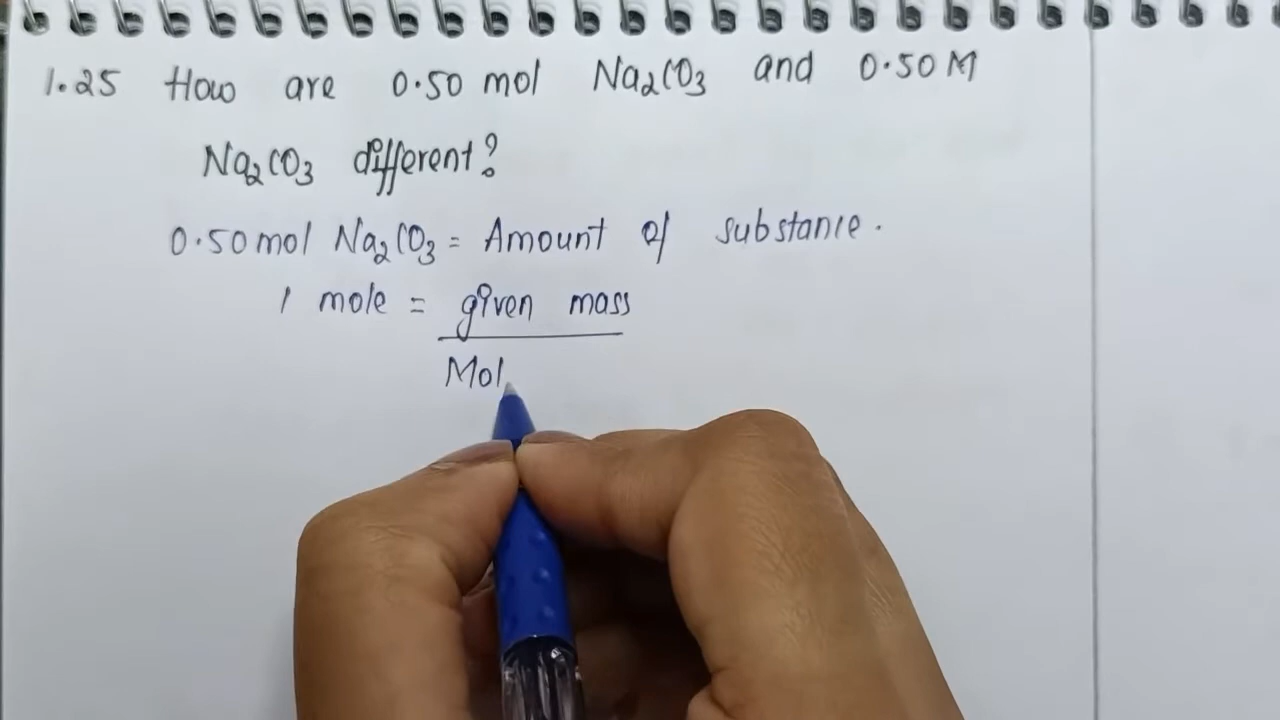 1.25 How are 0.50 mol Na₂CO₃ and 0.50 M
Na₂CO₃ different?
0.50 mol Na₂CO₃ = Amount of substance.
1 mole = given mass
Mol